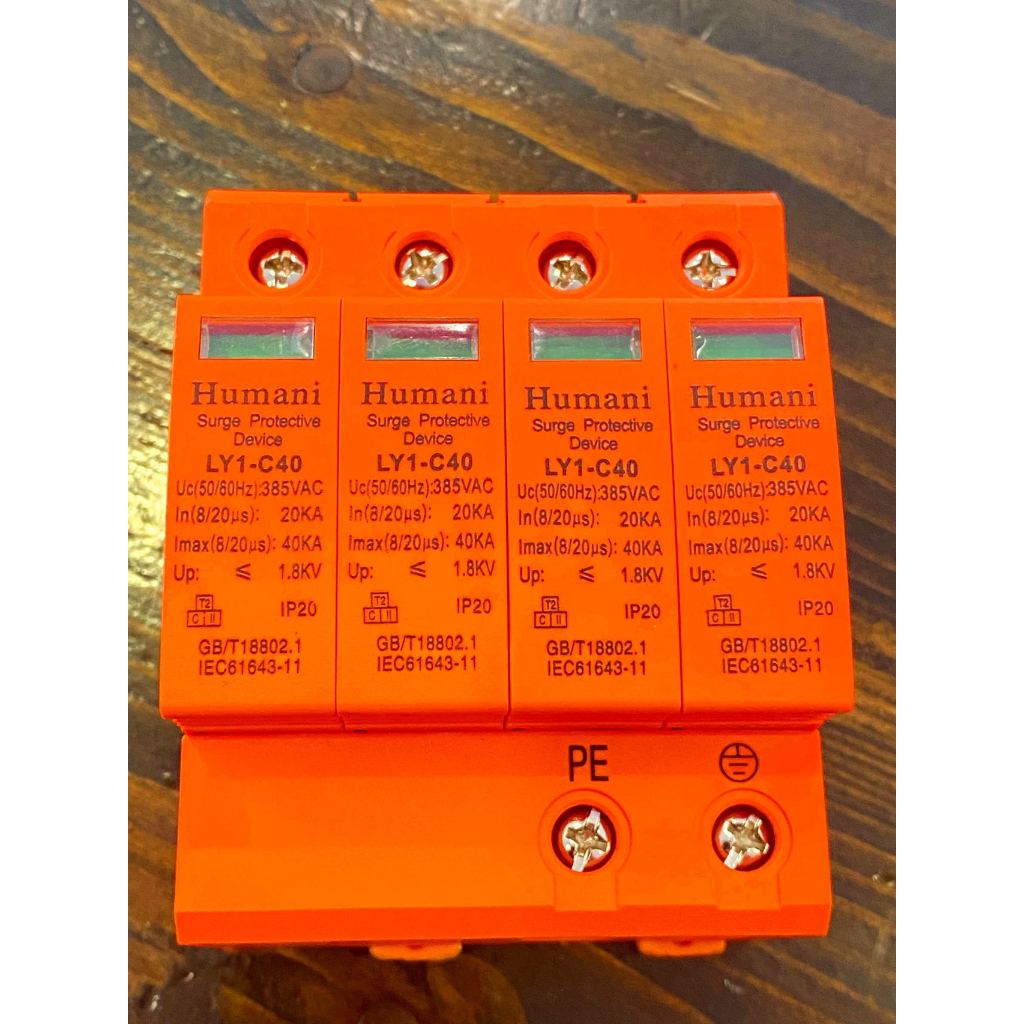 Humani
Surge Protective
Device
LY1-C40
Uc(50/60Hz):385VAC
In(8/20µs): 20KA
Imax(8/20µs): 40KA
Up: ≤ 1.8KV
T2
C II
IP20
GB/T18802.1
IEC61643-11
Humani
Surge Protective
Device
LY1-C40
Uc(50/60Hz):385VAC
In(8/20µs): 20KA
Imax(8/20µs): 40KA
Up: ≤ 1.8KV
T2
C II
IP20
GB/T18802.1
IEC61643-11
Humani
Surge Protective
Device
LY1-C40
Uc(50/60Hz):385VAC
In(8/20µs): 20KA
Imax(8/20µs): 40KA
Up: ≤ 1.8KV
T2
C II
IP20
GB/T18802.1
IEC61643-11
Humani
Surge Protective
Device
LY1-C40
Uc(50/60Hz):385VAC
In(8/20µs): 20KA
Imax(8/20µs): 40KA
Up: ≤ 1.8KV
T2
C II
IP20
GB/T18802.1
IEC61643-11
PE